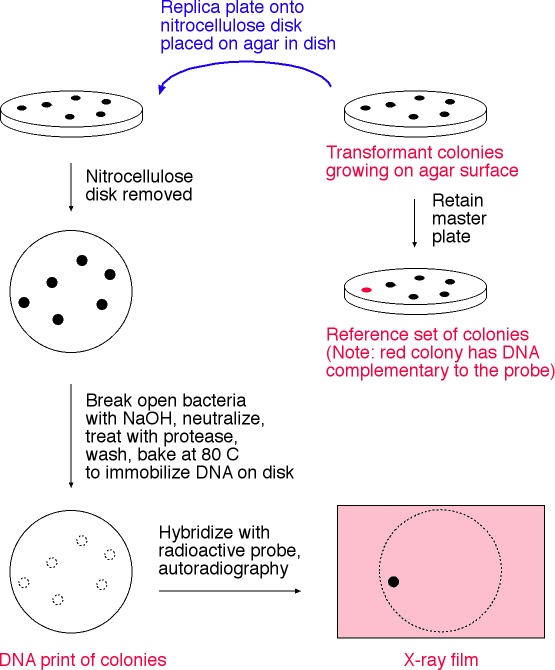 Replica plate onto
nitrocellulose disk
placed on agar in dish
Transformant colonies
growing on agar surface
Nitrocellulose
disk removed
Retain
master
plate
Reference set of colonies
(Note: red colony has DNA
complementary to the probe)
Break open bacteria
with NaOH, neutralize,
treat with protease,
wash, bake at 80 C
to immobilize DNA on disk
Hybridize with
radioactive probe,
autoradiography
DNA print of colonies
X-ray film